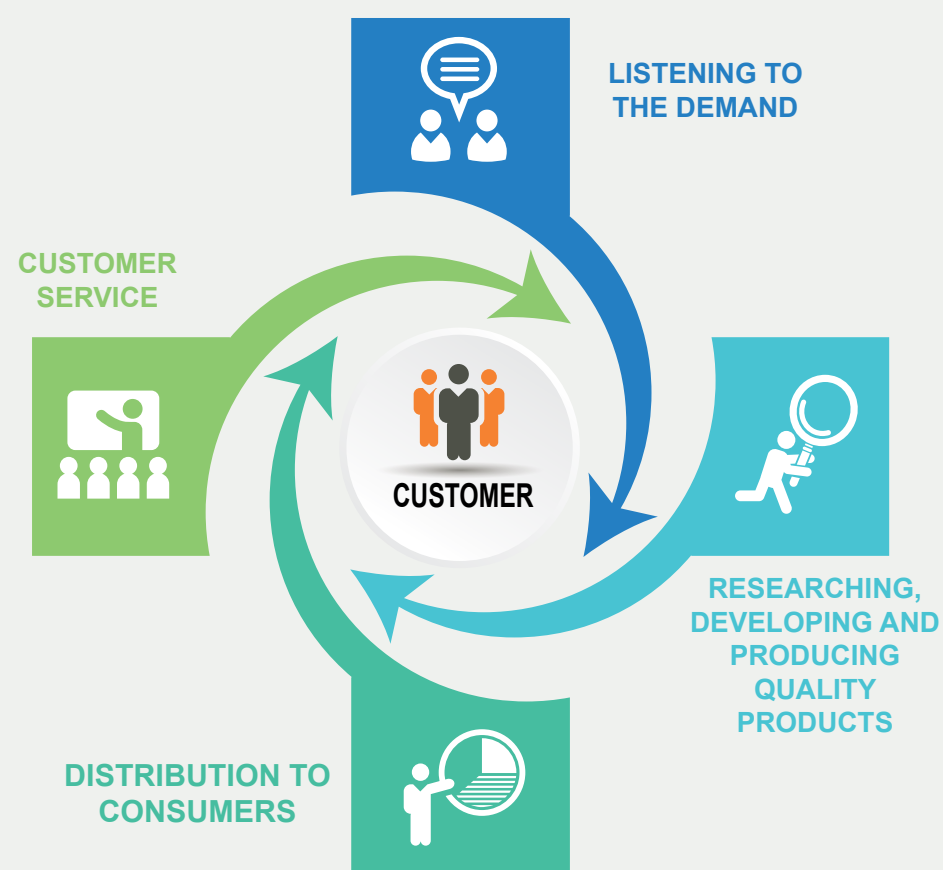 LISTENING TO
THE DEMAND
CUSTOMER
SERVICE
CUSTOMER
RESEARCHING,
DEVELOPING AND
PRODUCING
QUALITY
PRODUCTS
DISTRIBUTION TO
CONSUMERS